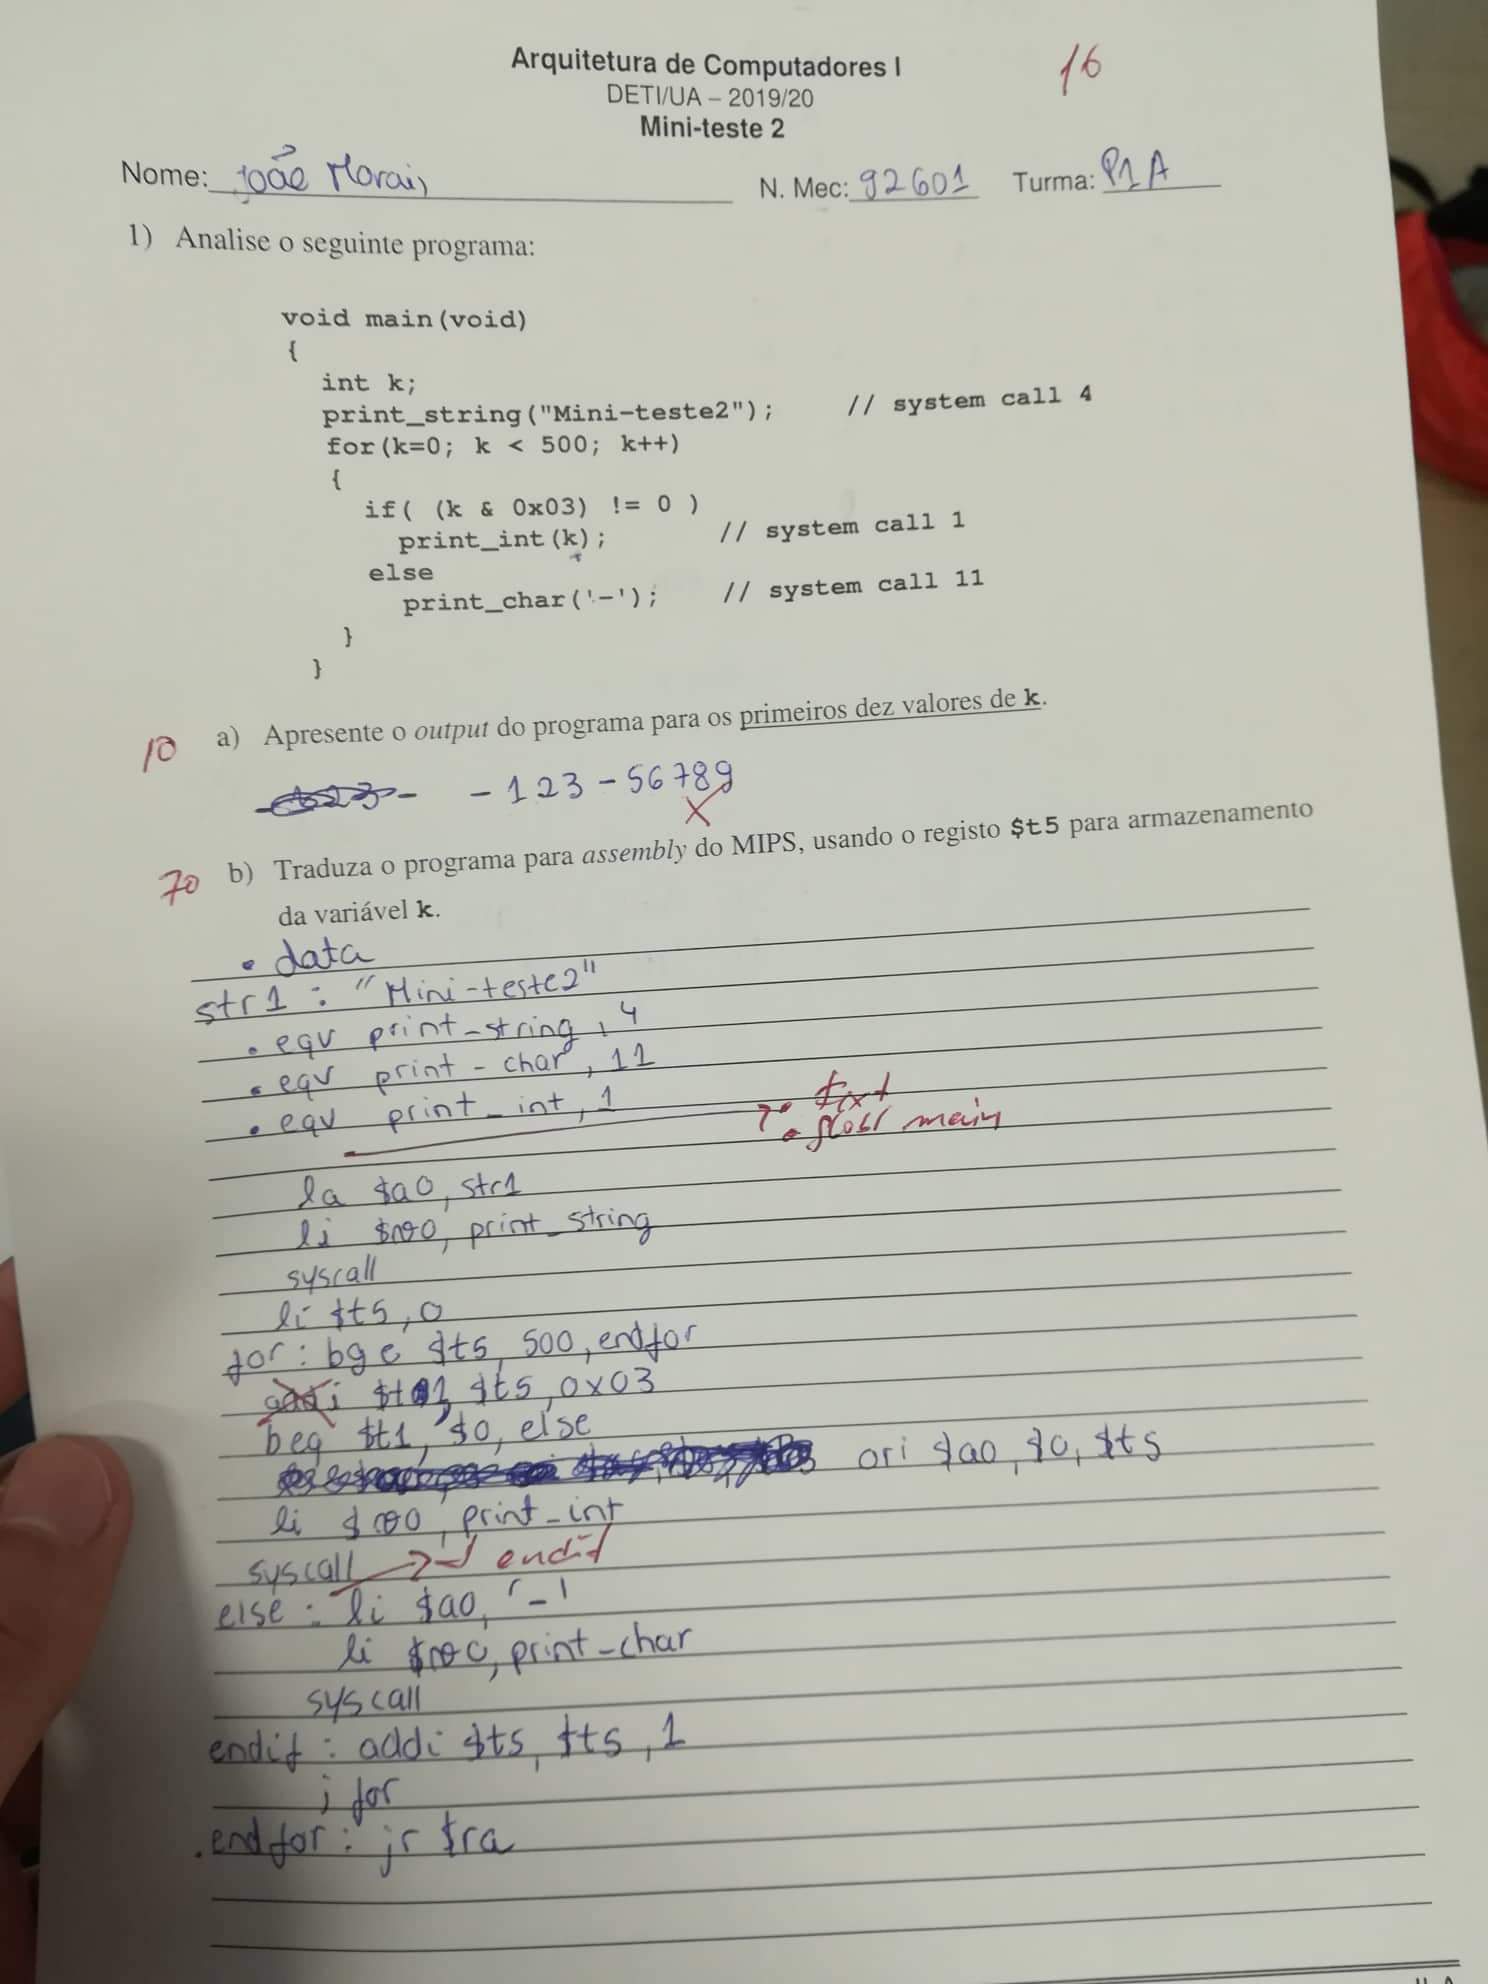 Arquitetura de Computadores I
16
DETI/UA – 2019/20
Mini-teste 2
Nome: João Morais N. Mec: 92601 Turma: P1A
1) Analise o seguinte programa:
void main(void)
{
int k;
print_string("Mini-teste2"); // system call 4
for(k=0; k < 500; k++)
{
if( (k & 0x03) != 0 )
print_int(k); // system call 1
else
print_char('-'); // system call 11
}
}
10 a) Apresente o output do programa para os primeiros dez valores de k.
- 123 - 56789
70 b) Traduza o programa para assembly do MIPS, usando o registo $t5 para armazenamento
da variável k.
. data
str1 : "Mini-teste2"
. eqv print_string, 4
. eqv print - char, 11
. eqv print_int, 1
. text
. globl main
la $a0, str1
li $v0, print_string
syscall
li $t5, 0
for: bge $t5, 500, endfor
addi $t1, $t5, 0x03
beq $t1, $0, else
ori $a0, $0, $t5
li $v0, print_int
syscall j endif
else: li $a0, '-'
li $v0, print-char
syscall
endif: addi $t5, $t5, 1
j for
endfor: jr $ra